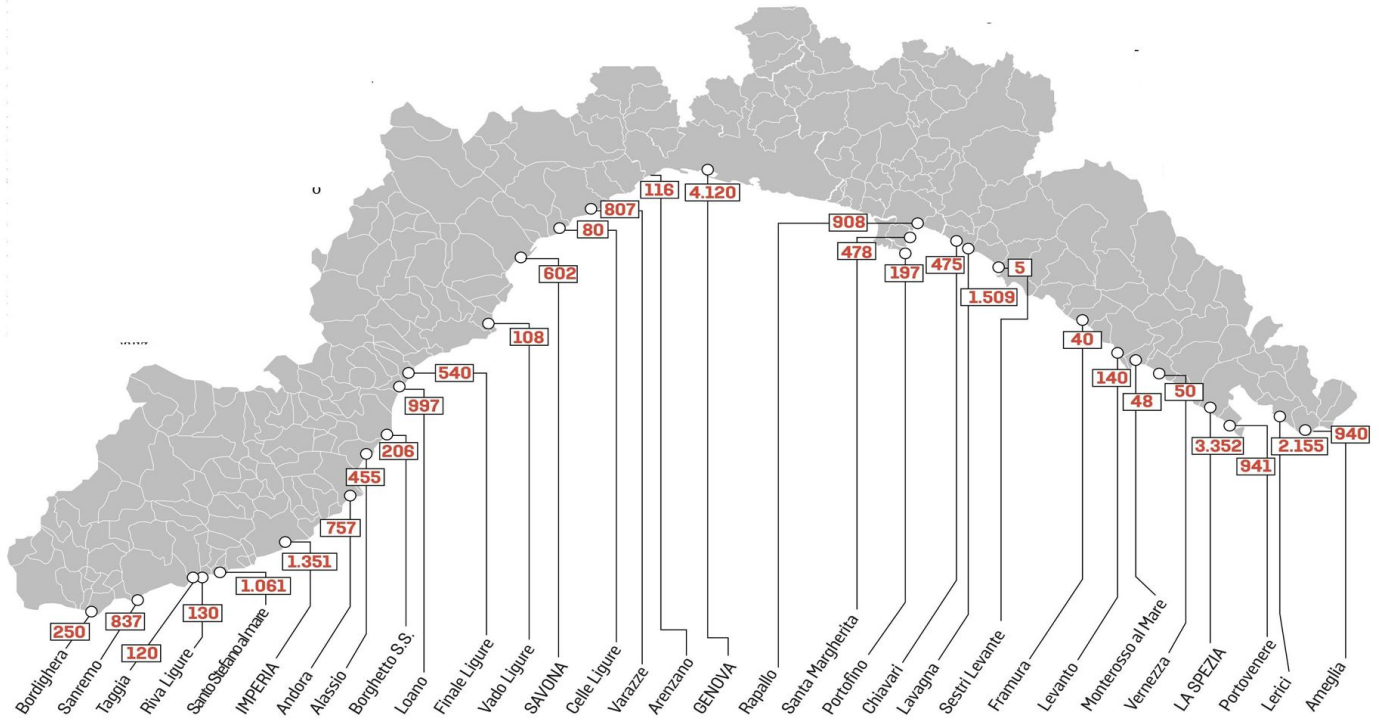 116
4.120
807
80
908
478
197
475
5
1.509
602
108
40
140
48
50
540
997
206
455
3.352
941
2.155
940
757
1.351
1.061
130
837
250
120
Bordighera
Sanremo
Taggia
Riva Ligure
Santo Stefano al mare
IMPERIA
Andora
Alassio
Borghetto S.S.
Loano
Finale Ligure
Vado Ligure
SAVONA
Celle Ligure
Varazze
Arenzano
GENOVA
Rapallo
Santa Margherita
Portofino
Chiavari
Lavagna
Sestri Levante
Framura
Levanto
Monterosso al Mare
Vernezza
LA SPEZIA
Portovenere
Lerici
Ameglia